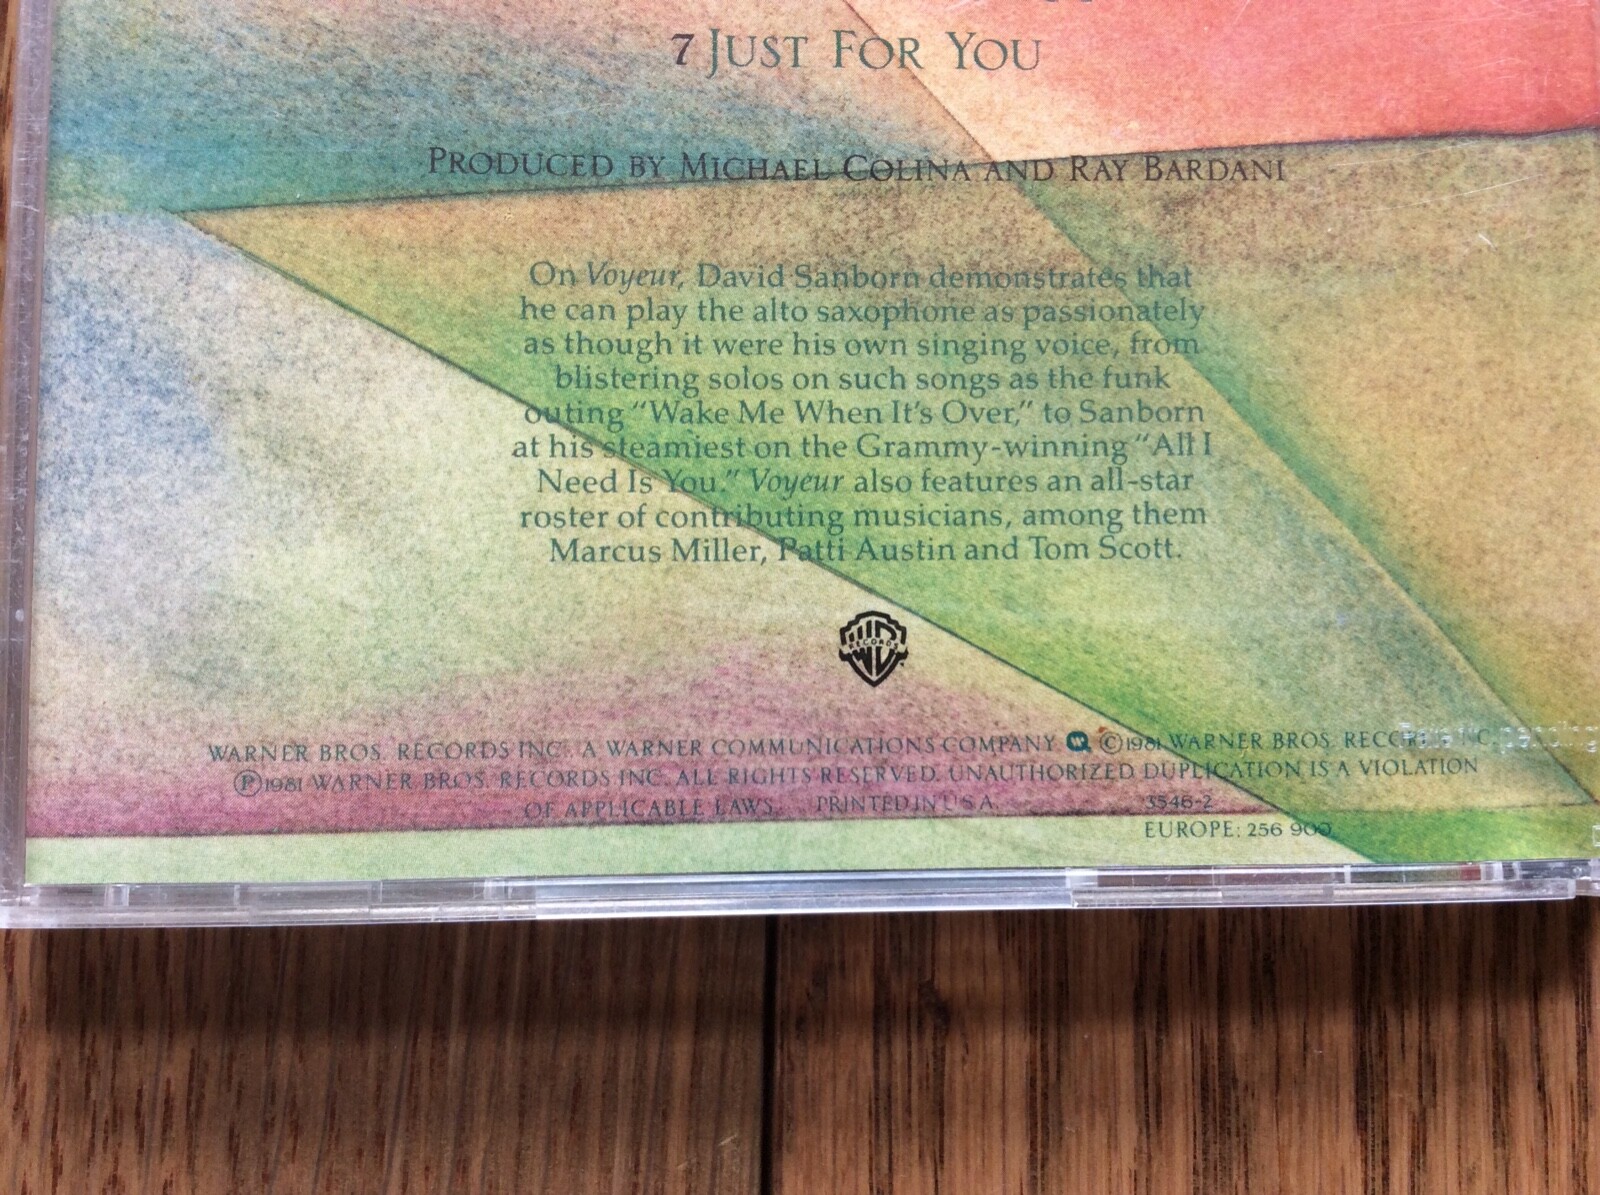 7 JUST FOR YOU
PRODUCED BY MICHAEL COLINA AND RAY BARDANI
On Voyeur, David Sanborn demonstrates that
he can play the alto saxophone as passionately
as though it were his own singing voice, from
blistering solos on such songs as the funk
outing "Wake Me When It's Over," to Sanborn
at his steamiest on the Grammy-winning "All I
Need Is You." Voyeur also features an all-star
roster of contributing musicians, among them
Marcus Miller, Patti Austin and Tom Scott.
RECORDS
WARNER BROS. RECORDS INC. A WARNER COMMUNICATIONS COMPANY ©1981 WARNER BROS. RECORDS INC.
℗1981 WARNER BROS. RECORDS INC. ALL RIGHTS RESERVED. UNAUTHORIZED DUPLICATION IS A VIOLATION
OF APPLICABLE LAWS. PRINTED IN U.S.A. 3546-2
EUROPE: 256 900
pending